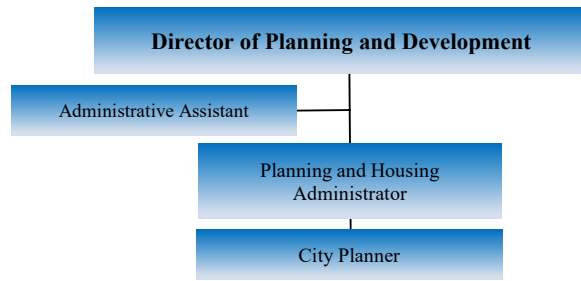 Director of Planning and Development
Administrative Assistant
Planning and Housing
Administrator
City Planner